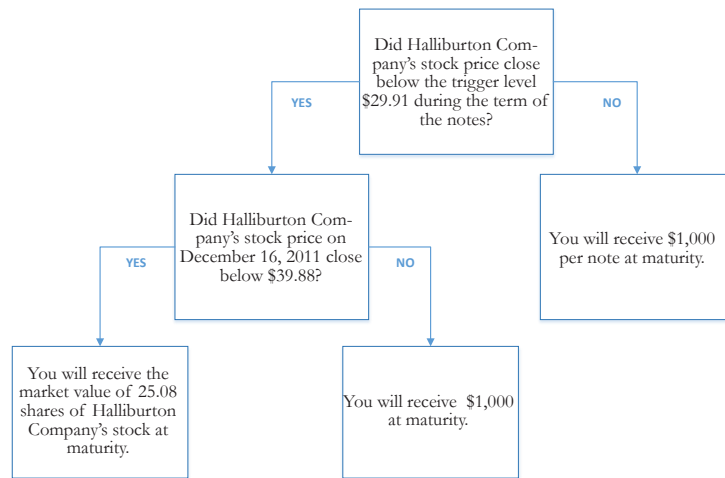 Did Halliburton Com-
pany's stock price close
below the trigger level
$29.91 during the term of
the notes?
YES
NO
Did Halliburton Com-
pany's stock price on
December 16, 2011 close
below $39.88?
You will receive $1,000
per note at maturity.
YES
NO
You will receive the
market value of 25.08
shares of Halliburton
Company's stock at
maturity.
You will receive $1,000
at maturity.